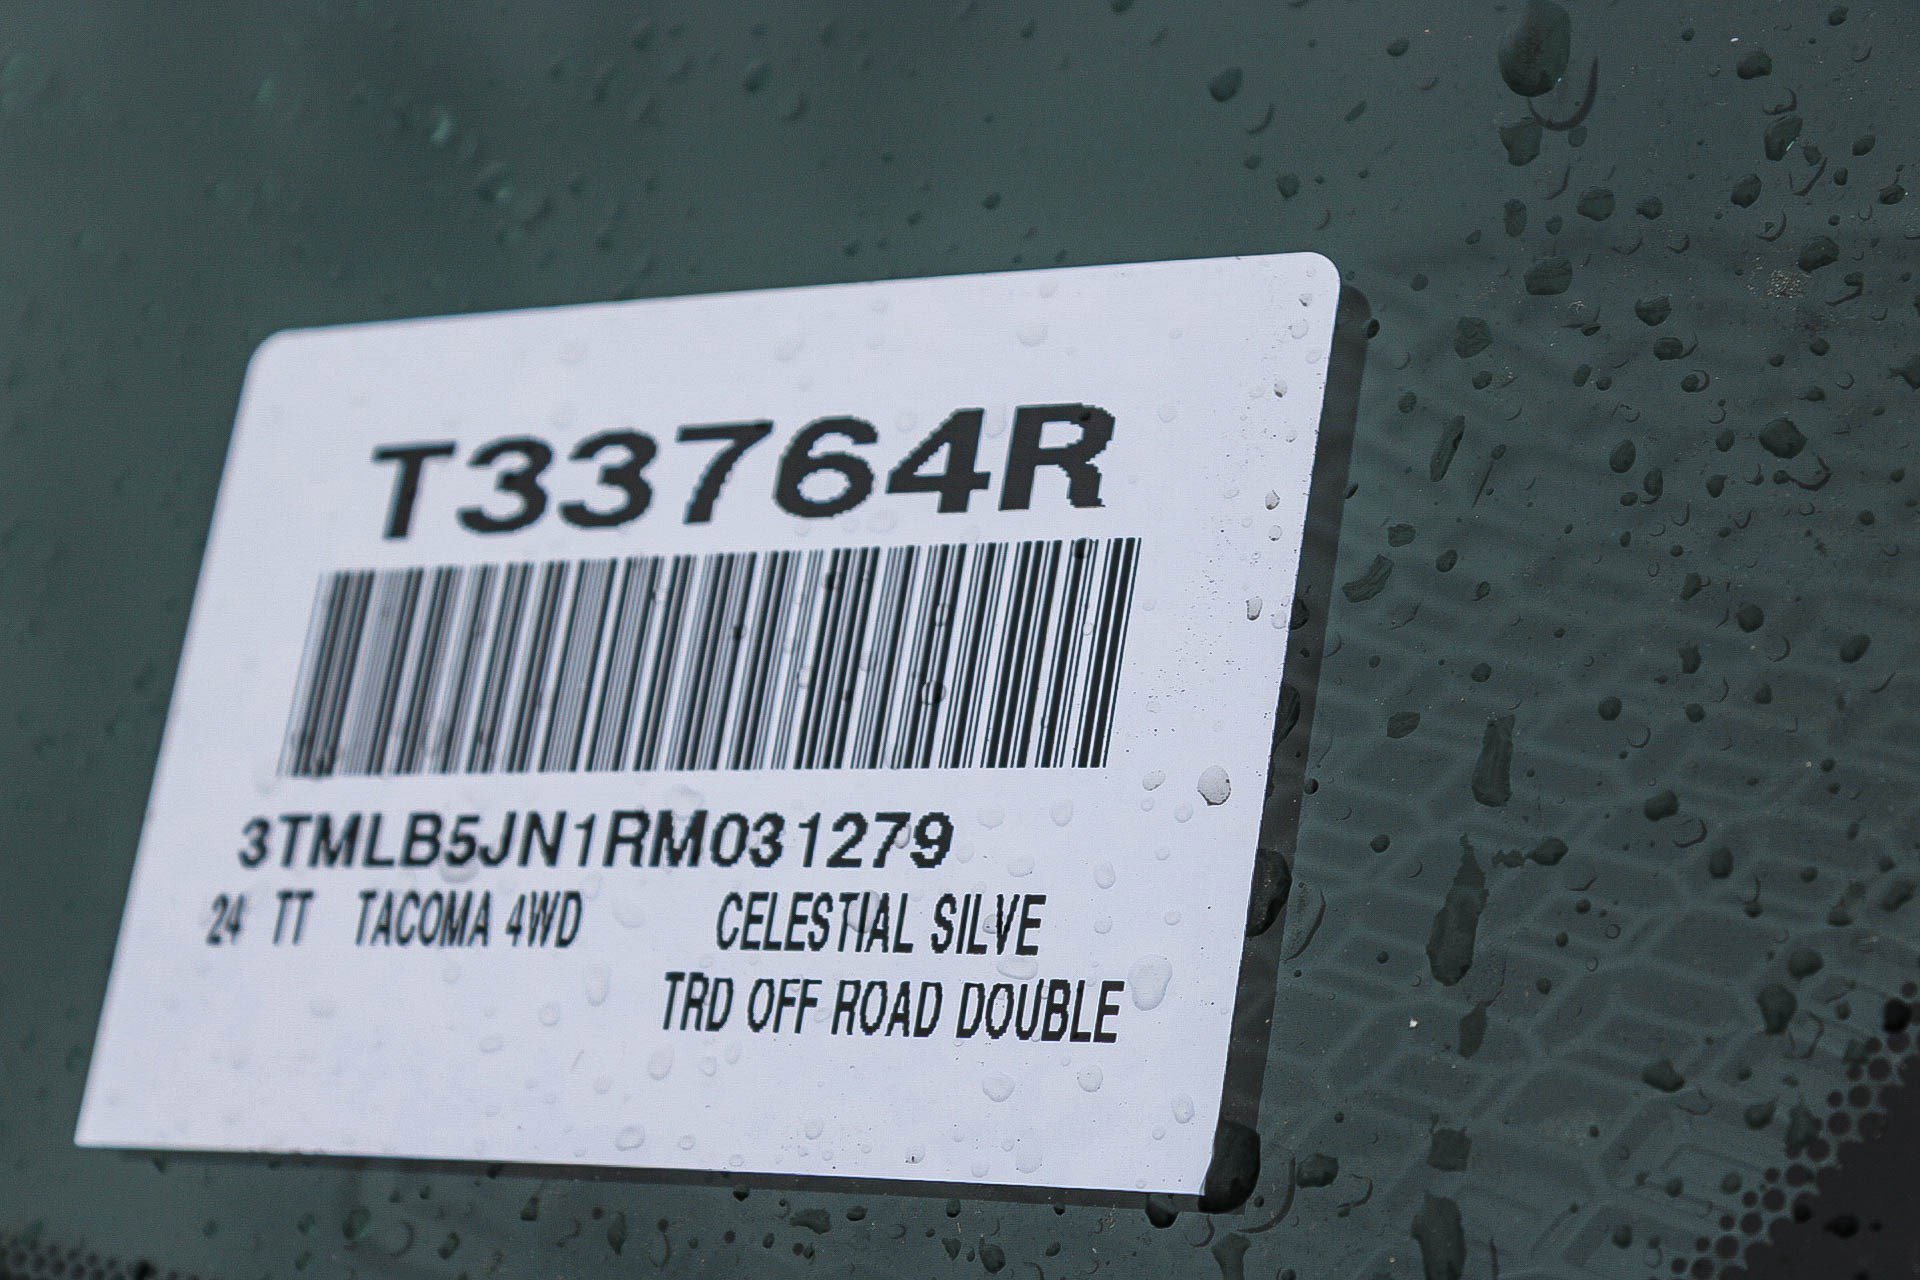 T33764R
3TMLB5JN1RM031279
24 TT TACOMA 4WD CELESTIAL SILVE
TRD OFF ROAD DOUBLE